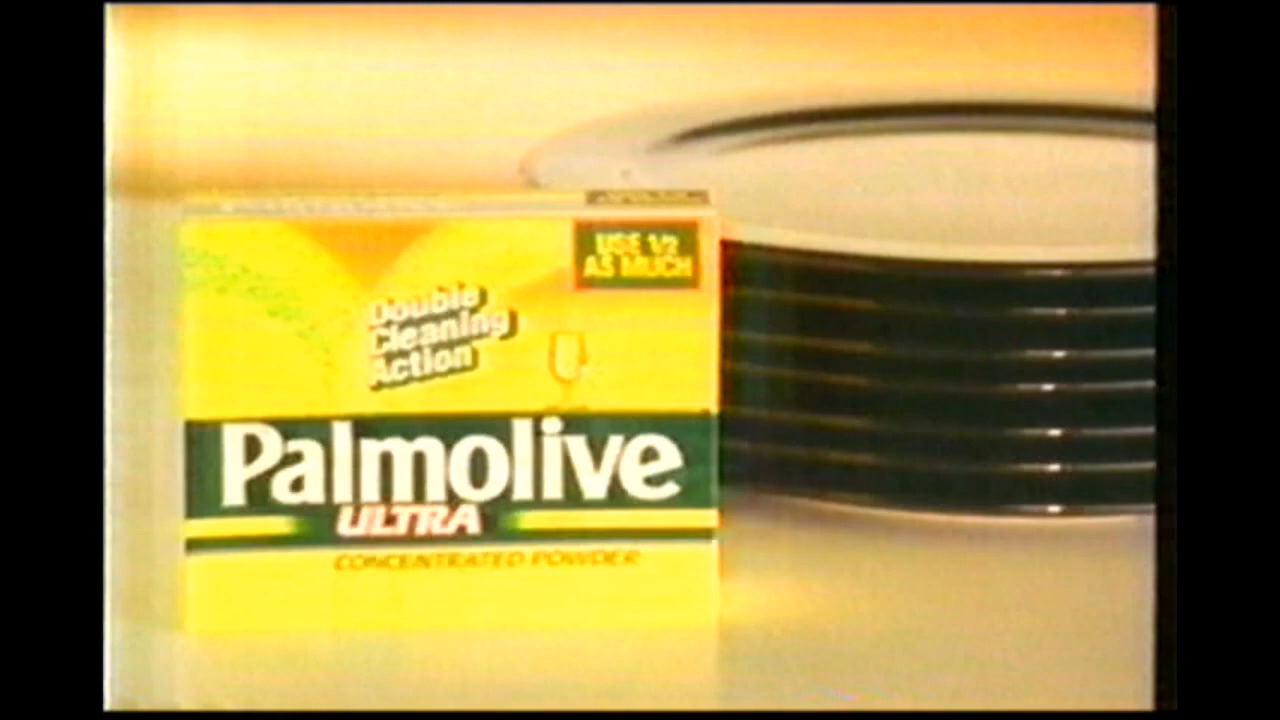 USE 1/2
AS MUCH
Double
Cleaning
Action
Palmolive
ULTRA
CONCENTRATED POWDER